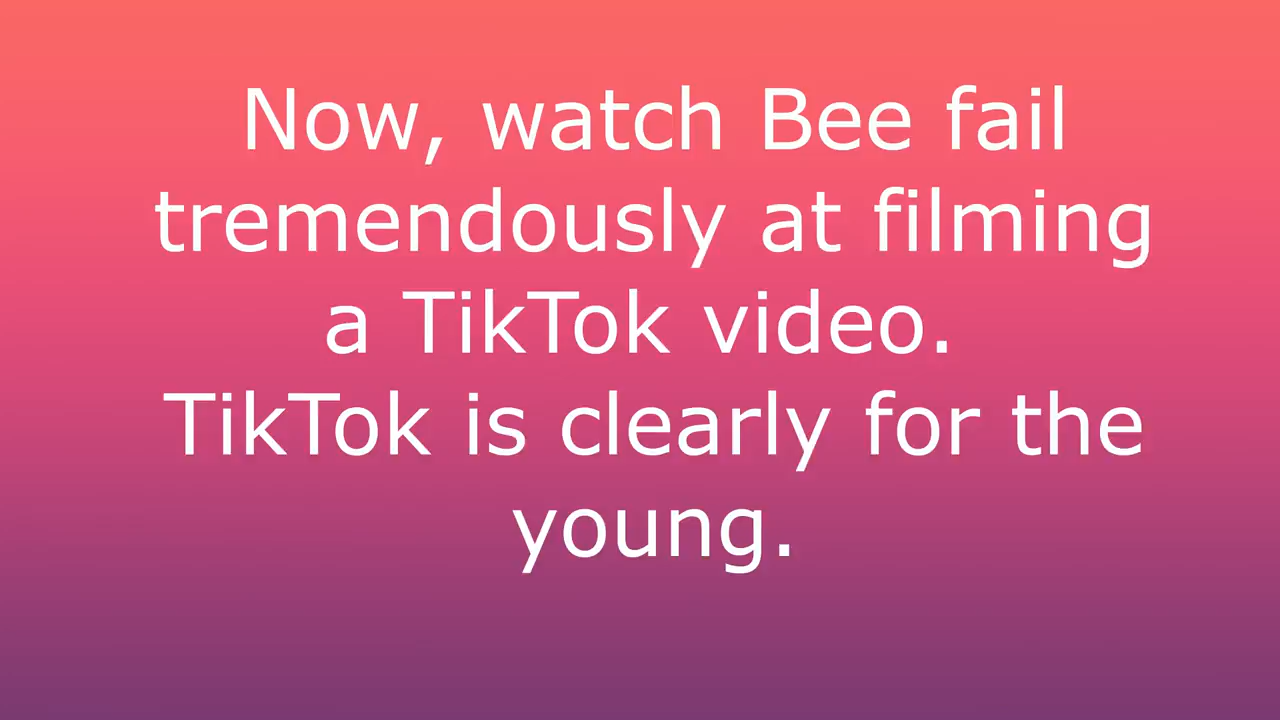 Now, watch Bee fail
tremendously at filming
a TikTok video.
TikTok is clearly for the
young.